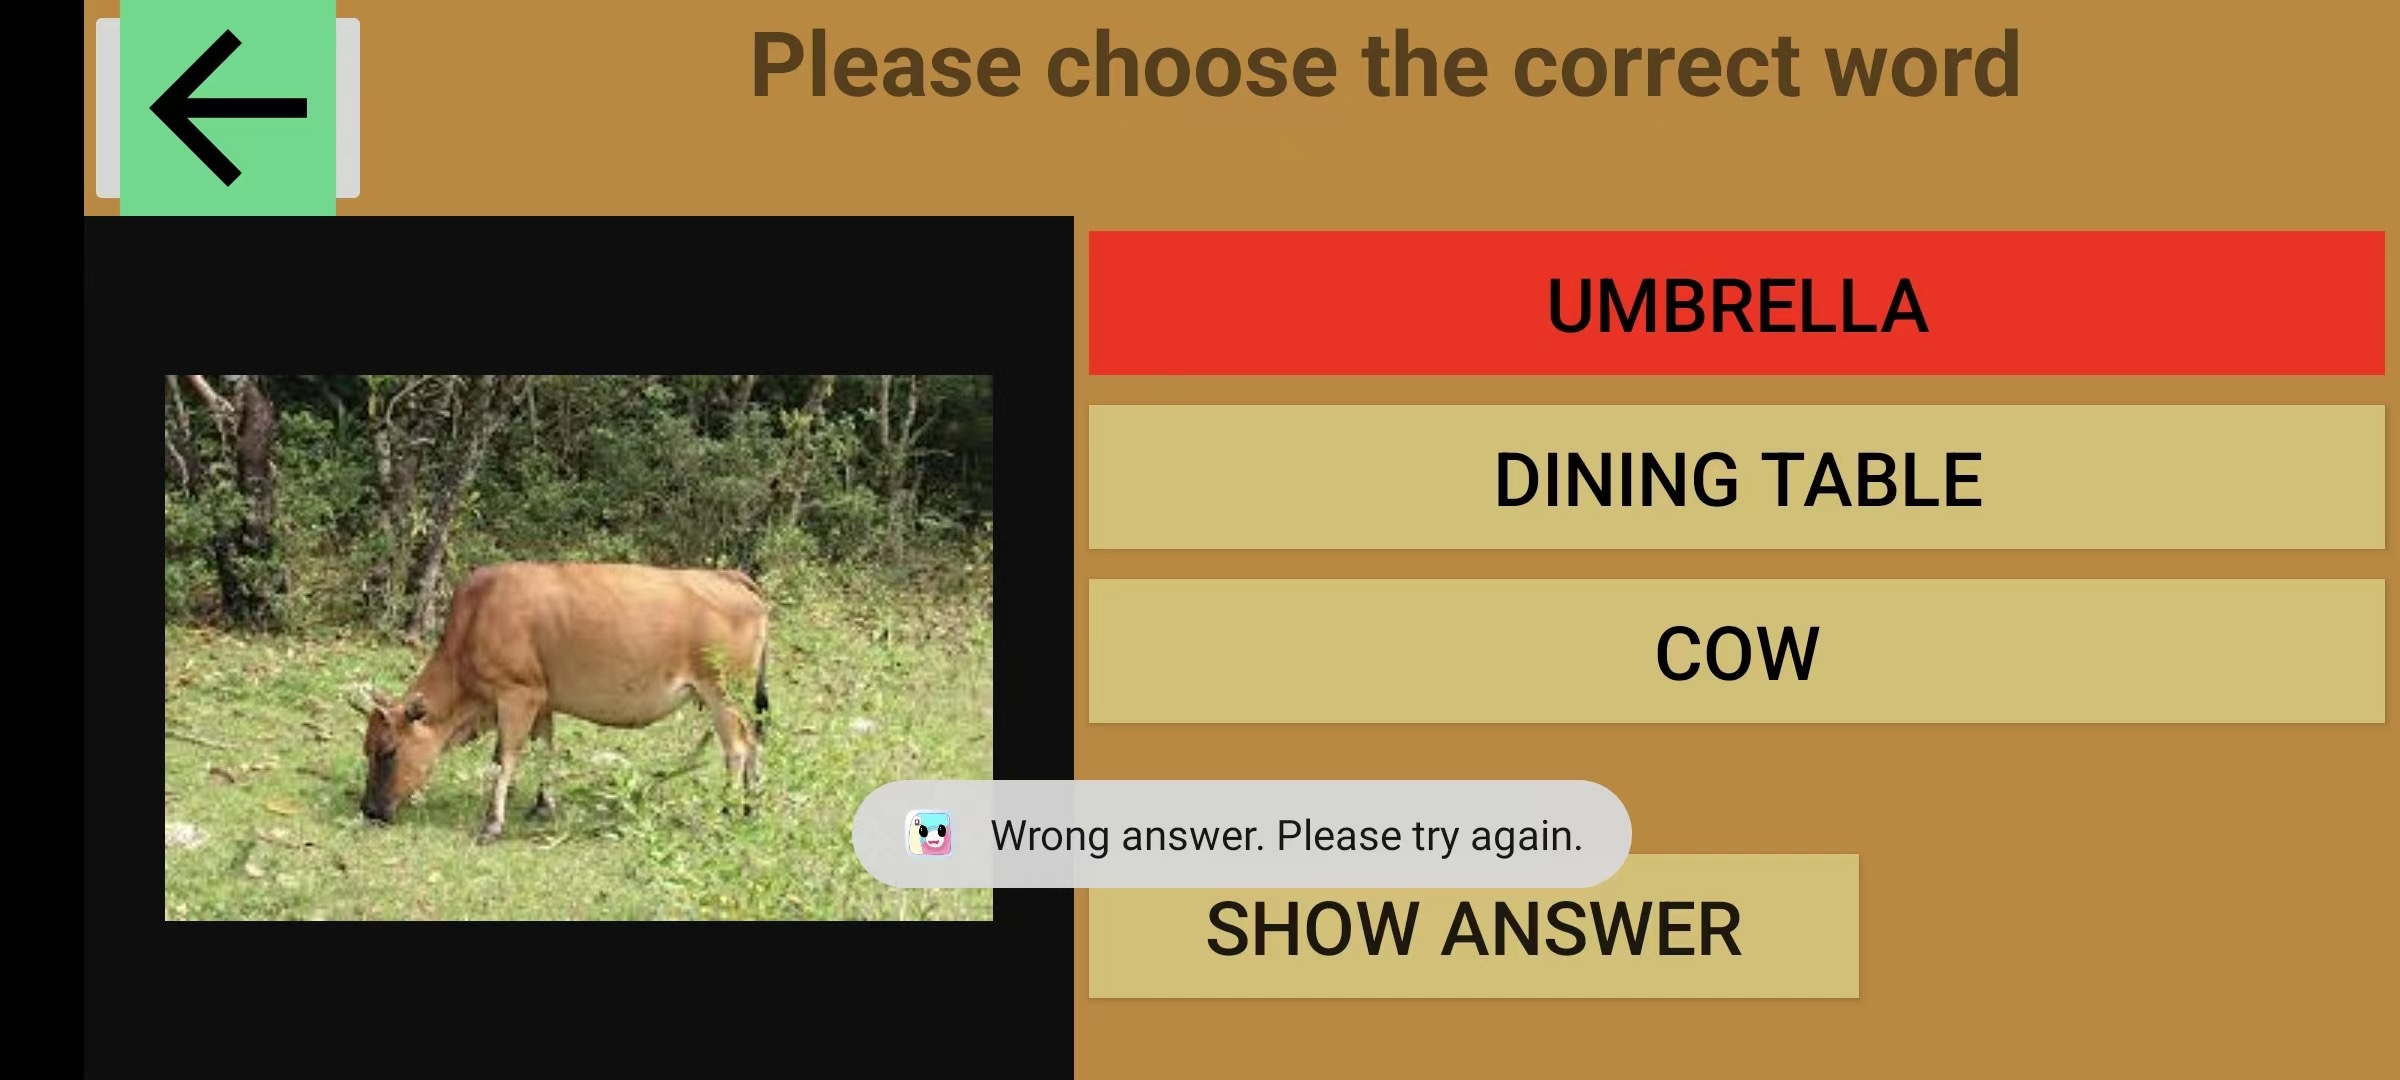 Please choose the correct word
UMBRELLA
DINING TABLE
COW
Wrong answer. Please try again.
SHOW ANSWER